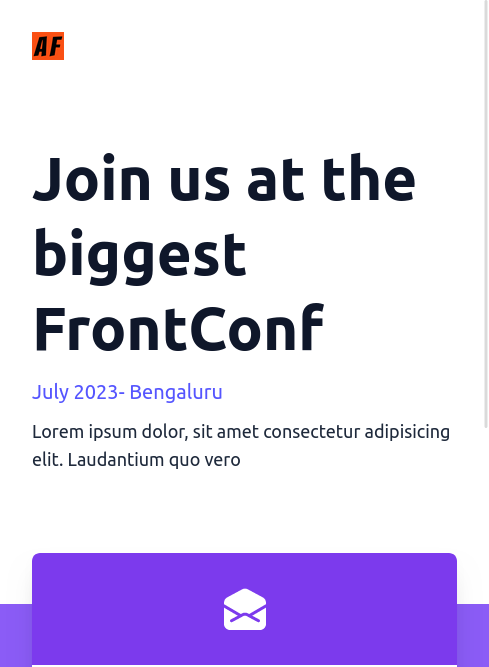 AF
Join us at the
biggest
FrontConf
July 2023- Bengaluru
Lorem ipsum dolor, sit amet consectetur adipisicing
elit. Laudantium quo vero